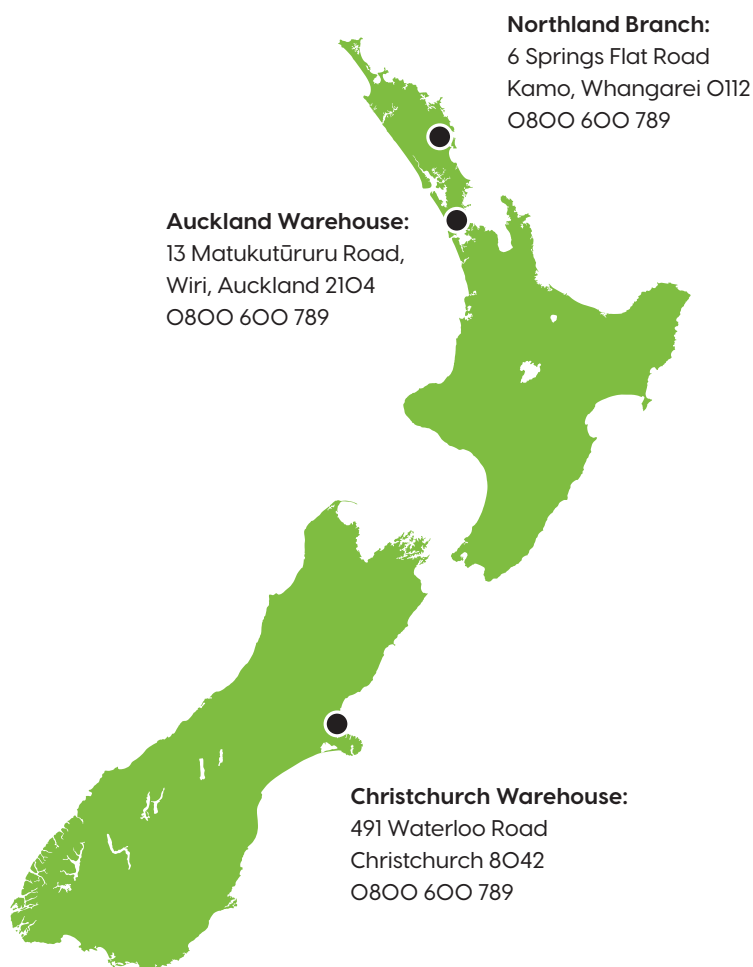 Northland Branch:
6 Springs Flat Road
Kamo, Whangarei 0112
0800 600 789
Auckland Warehouse:
13 Matukutūruru Road,
Wiri, Auckland 2104
0800 600 789
Christchurch Warehouse:
491 Waterloo Road
Christchurch 8042
0800 600 789